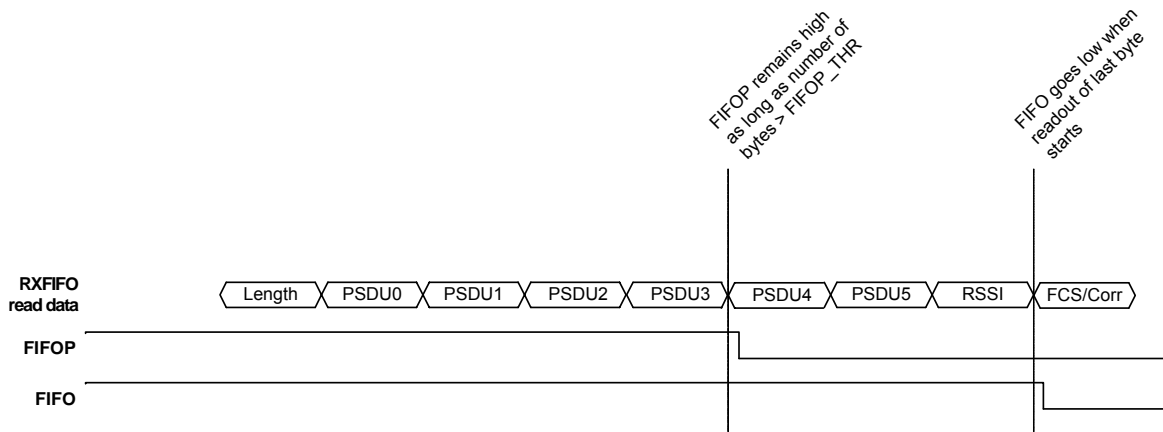 FIFOP remains high
as long as number of
bytes > FIFOP_THR
FIFO goes low when
readout of last byte
starts
RXFIFO
read data
Length
PSDU0
PSDU1
PSDU2
PSDU3
PSDU4
PSDU5
RSSI
FCS/Corr
FIFOP
FIFO